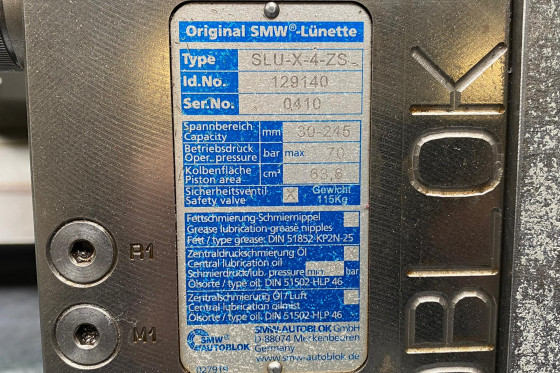 Original SMW®-Lünette
Type SLU-X-4-ZS
Id.No. 129140
Ser.No. 0410
Spannbereich
Capacity mm 30-245
Betriebsdruck
Oper. pressure bar max 70
Kolbenfläche
Piston area cm² 63,6
Sicherheitsventil
Safety valve X Gewicht
115Kg
Fettschmierung-Schmiernippel
Grease lubrication-grease nipples
Fett / type grease: DIN 51852-KP2N-25
Zentraldruckschmierung Öl
Central lubrication oil
Schmierdruck/lub. pressure min bar
Ölsorte / type oil: DIN 51502-HLP 46
Zentralschmierung Öl / Luft
Central lubrication oilmist
Ölsorte / type oil: DIN 51502-HLP 46
SMW®
AUTOBLOK
SMW-AUTOBLOK GmbH
D-88074 Meckenbeuren
Germany
www.smw-autoblok.com
R1
M1
BLOK